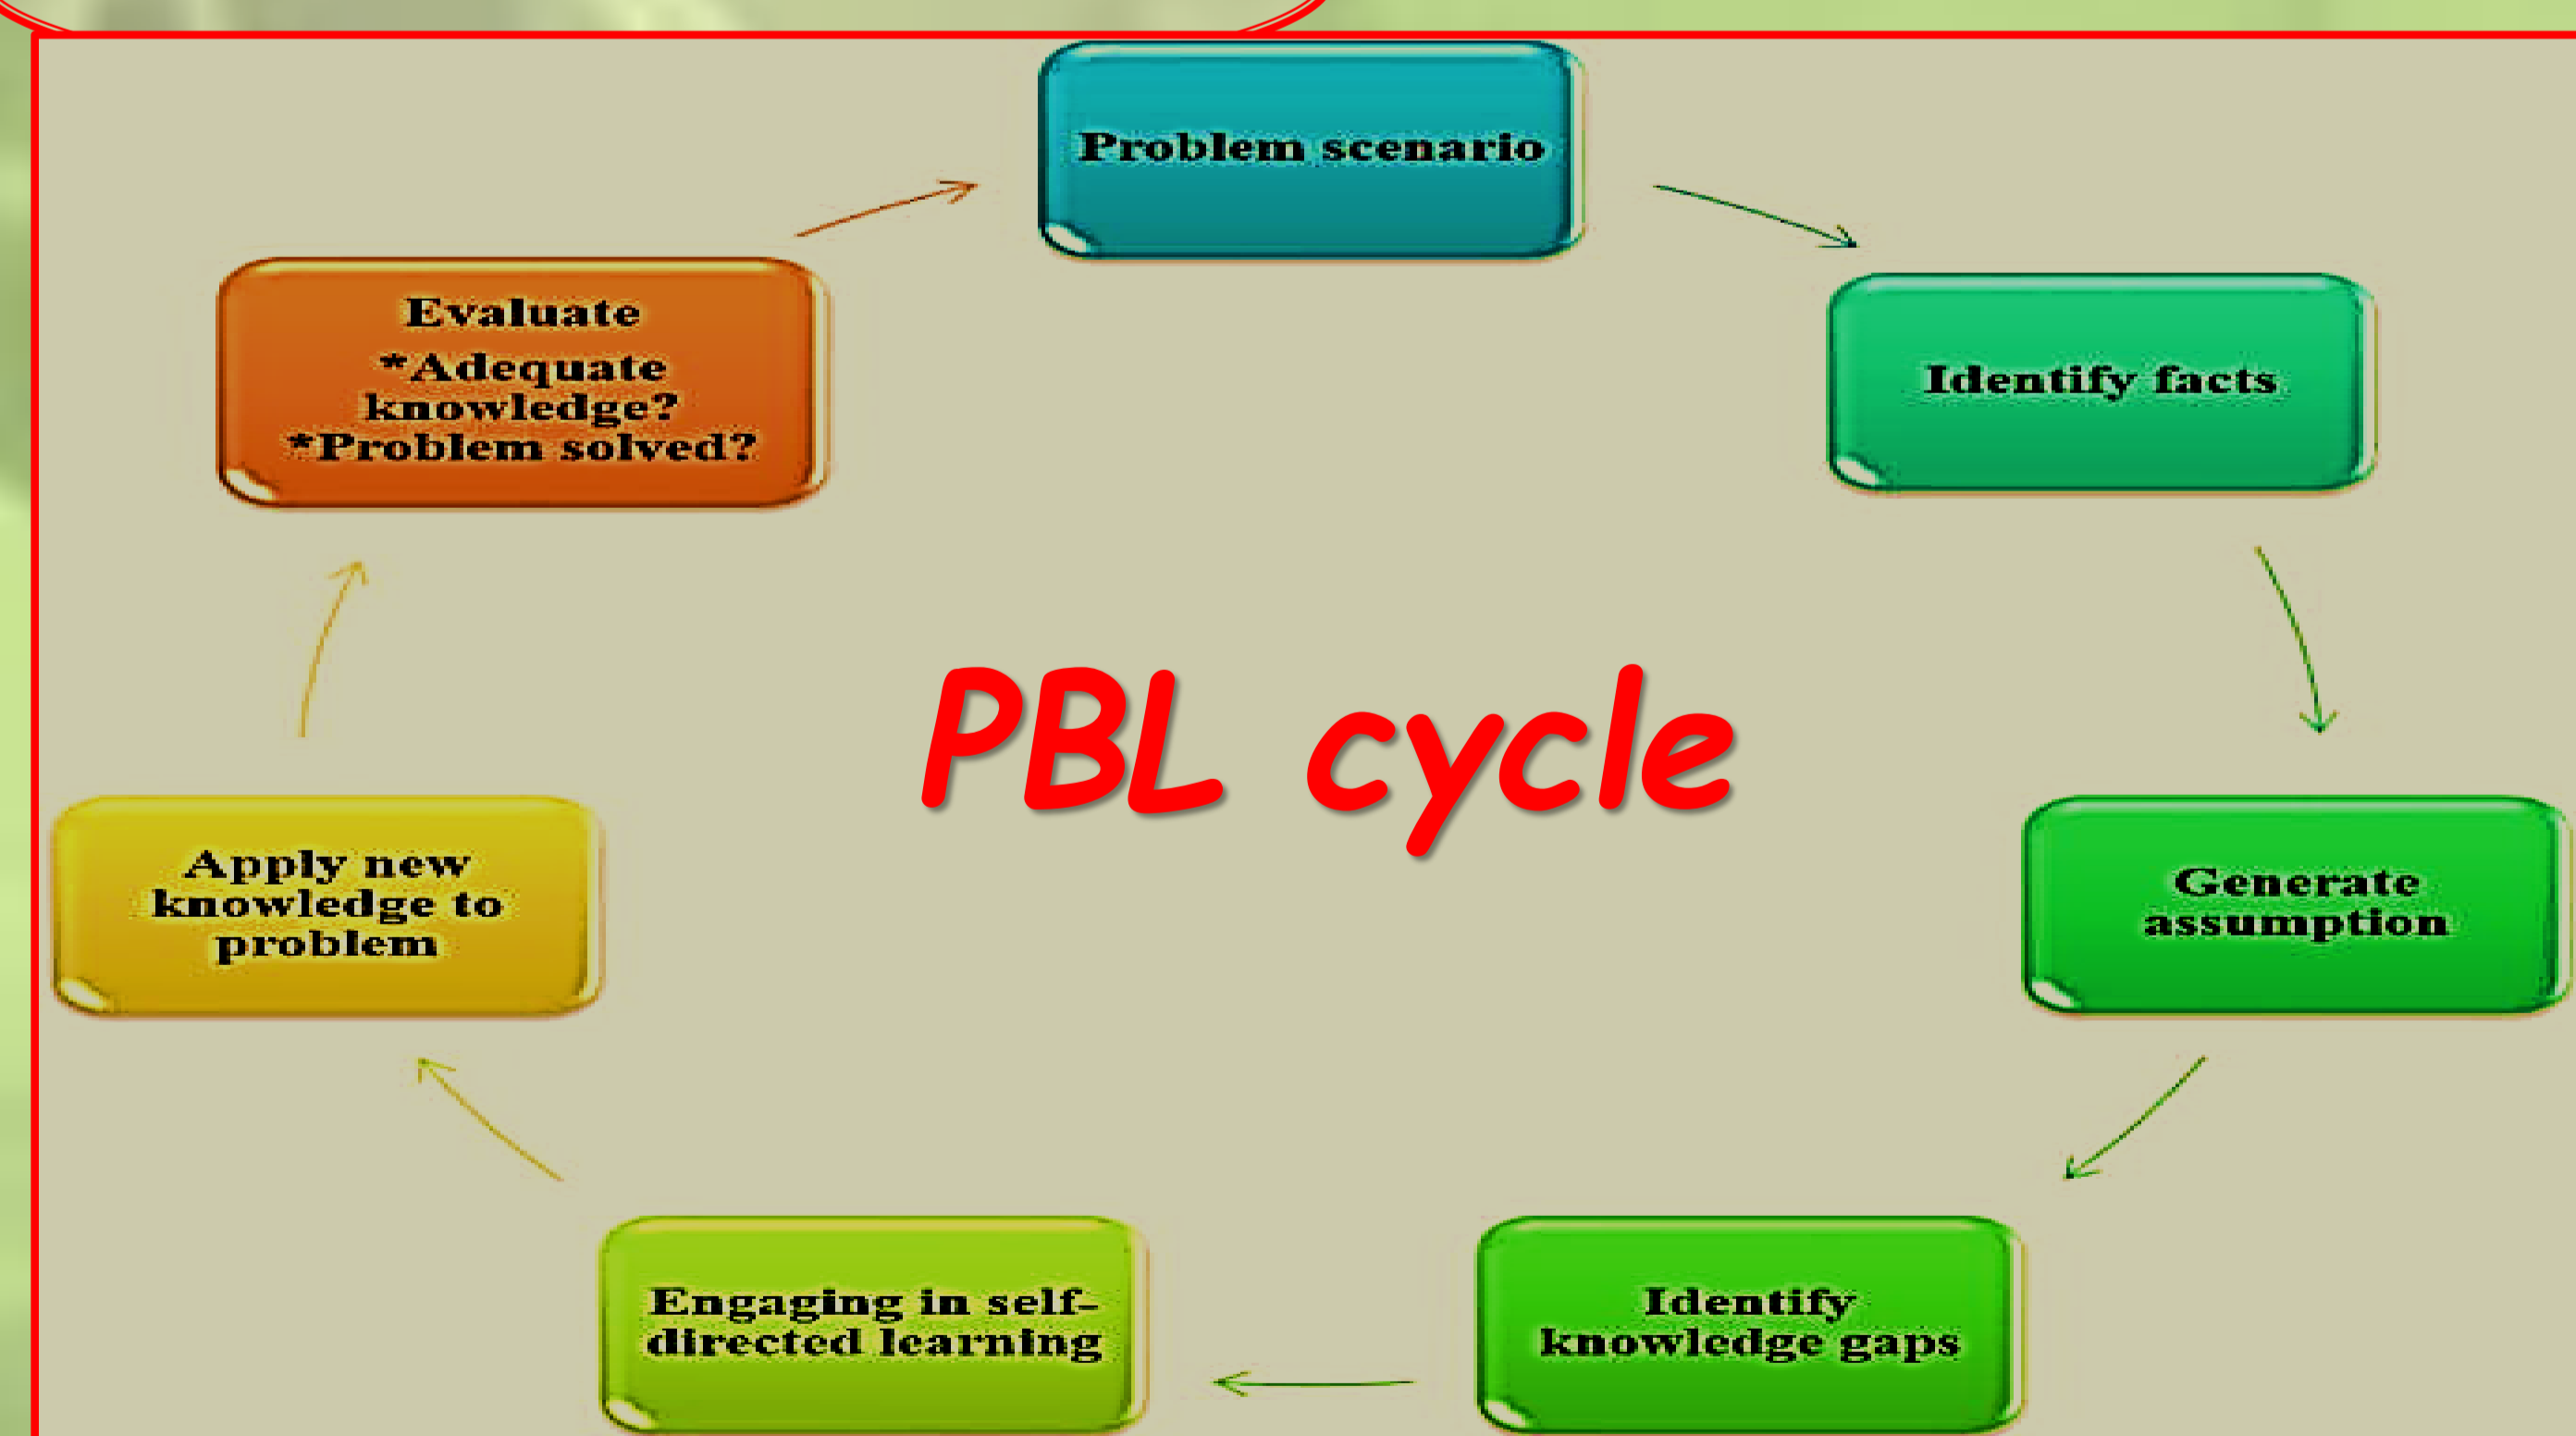 Problem scenario
Identify facts
Generate
assumption
Identify
knowledge gaps
Engaging in self-
directed learning
Apply new
knowledge to
problem
Evaluate
*Adequate
knowledge?
*Problem solved?
PBL cycle